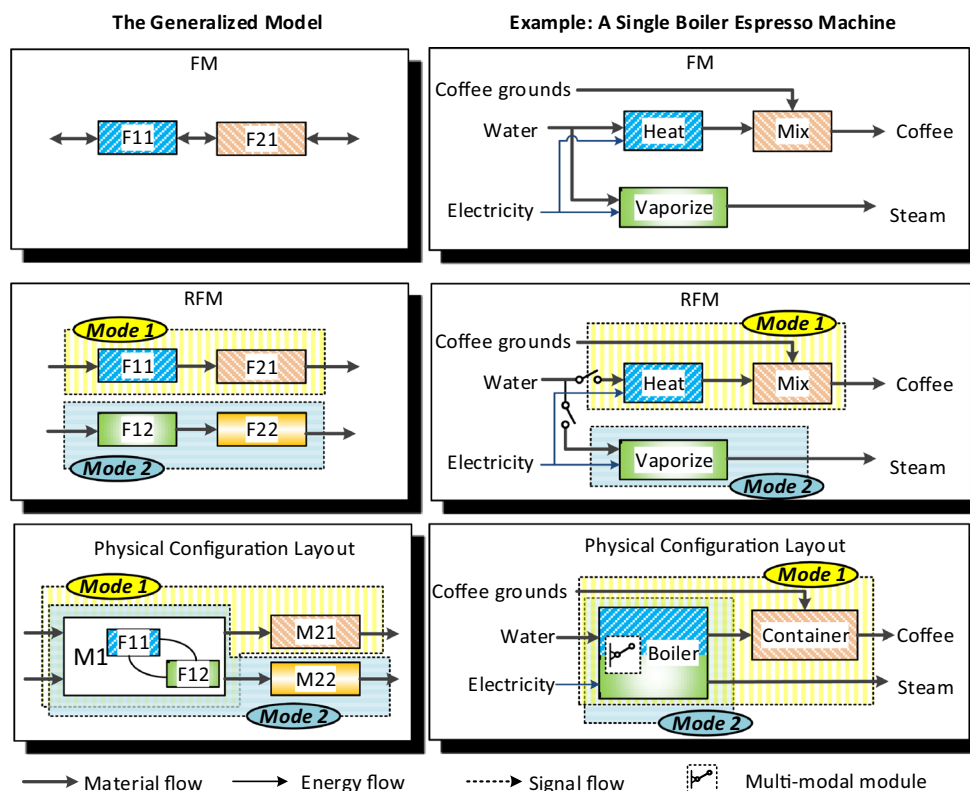 The Generalized Model
Example: A Single Boiler Espresso Machine
FM
F11
F21
FM
Coffee grounds
Water
Heat
Mix
Coffee
Electricity
Vaporize
Steam
RFM
Mode 1
F11
F21
F12
F22
Mode 2
RFM
Mode 1
Coffee grounds
Water
Heat
Mix
Coffee
Electricity
Vaporize
Steam
Mode 2
Physical Configuration Layout
Mode 1
F11
M1
F12
M21
M22
Mode 2
Physical Configuration Layout
Mode 1
Coffee grounds
Water
Boiler
Container
Coffee
Electricity
Steam
Mode 2
Material flow
Energy flow
Signal flow
Multi-modal module